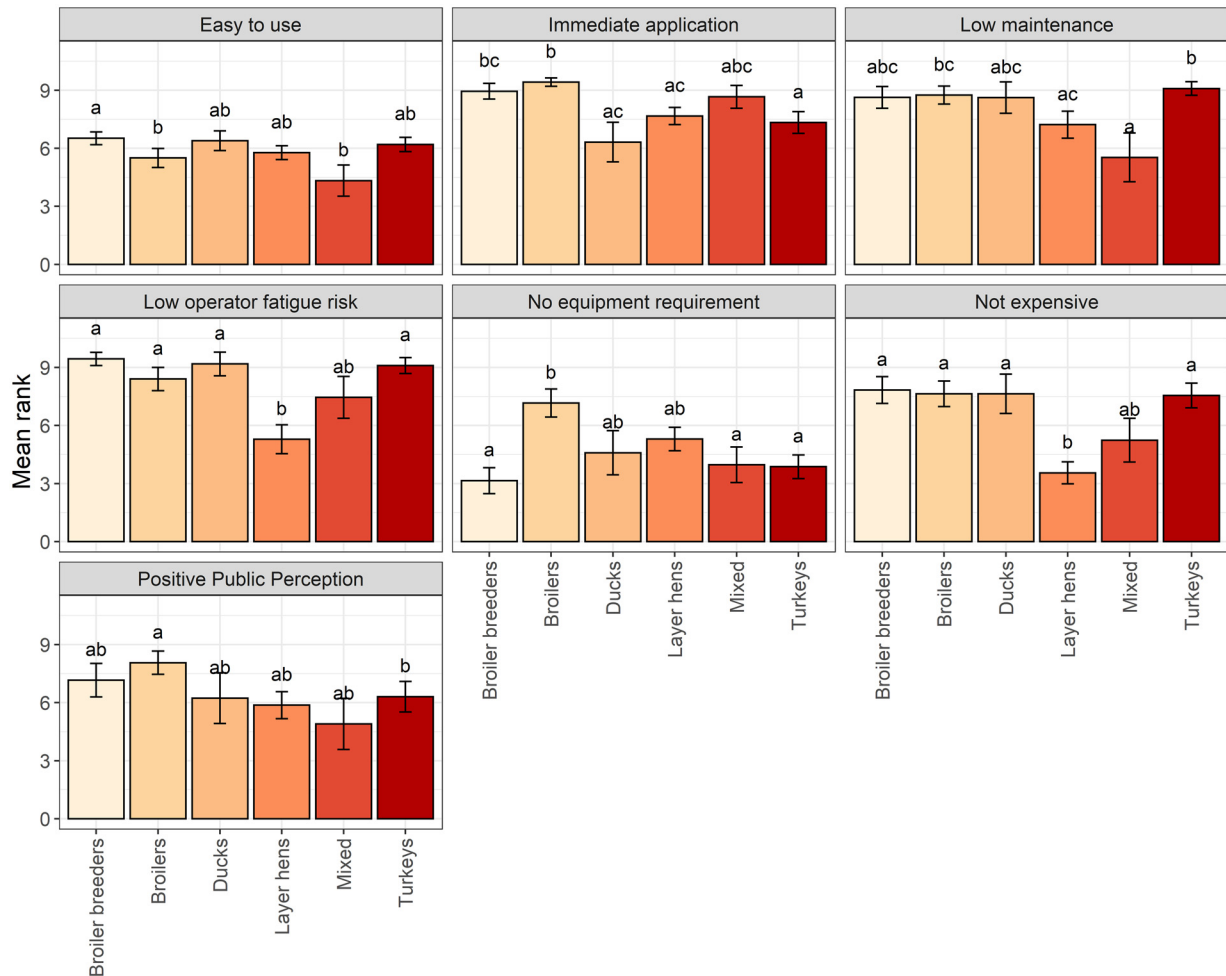 Easy to use
Immediate application
Low maintenance
a b ab ab b ab
bc b ac ac abc a
abc bc abc ac a b
9
6
3
0
Low operator fatigue risk
No equipment requirement
Not expensive
a a a b ab a
a b ab ab a a
a a a b ab a
9
6
3
0
Mean rank
Positive Public Perception
ab a ab ab ab b
9
6
3
0
Broiler breeders
Broilers
Ducks
Layer hens
Mixed
Turkeys
Broiler breeders
Broilers
Ducks
Layer hens
Mixed
Turkeys
Broiler breeders
Broilers
Ducks
Layer hens
Mixed
Turkeys